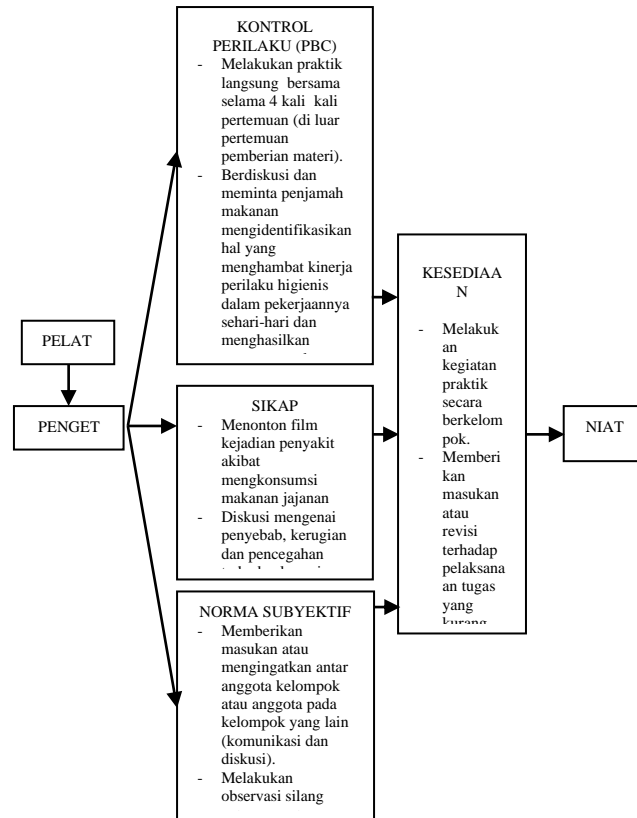 KONTROL
PERILAKU (PBC)
- Melakukan praktik
langsung bersama
selama 4 kali kali
pertemuan (di luar
pertemuan
pemberian materi).
- Berdiskusi dan
meminta penjamah
makanan
mengidentifikasikan
hal yang
menghambat kinerja
perilaku higienis
dalam pekerjaannya
sehari-hari dan
menghasilkan
PELAT
PENGET
SIKAP
- Menonton film
kejadian penyakit
akibat
mengkonsumsi
makanan jajanan
- Diskusi mengenai
penyebab, kerugian
dan pencegahan
NORMA SUBYEKTIF
- Memberikan
masukan atau
mengingatkan antar
anggota kelompok
atau anggota pada
kelompok yang lain
(komunikasi dan
diskusi).
- Melakukan
observasi silang
KESEDIAA
N
- Melakuk
an
kegiatan
praktik
secara
berkelom
pok.
- Memberi
kan
masukan
atau
revisi
terhadap
pelaksana
an tugas
yang
kurang
NIAT